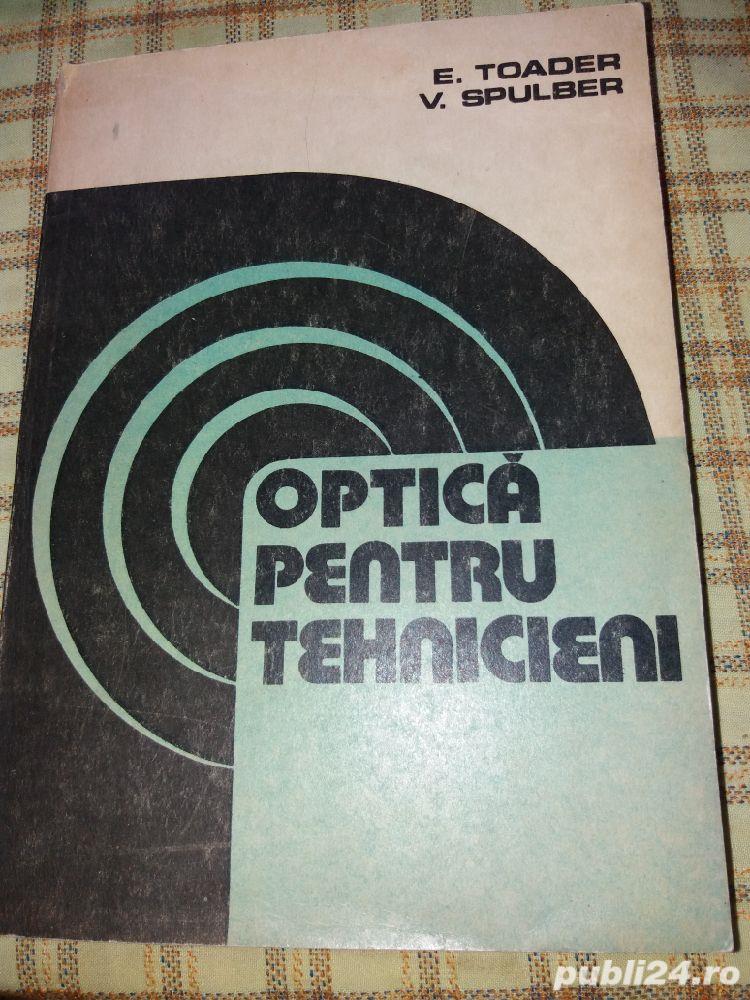 E. TOADER
V. SPULBER
OPTICĂ
PENTRU
TEHNICIENI
publi24.ro